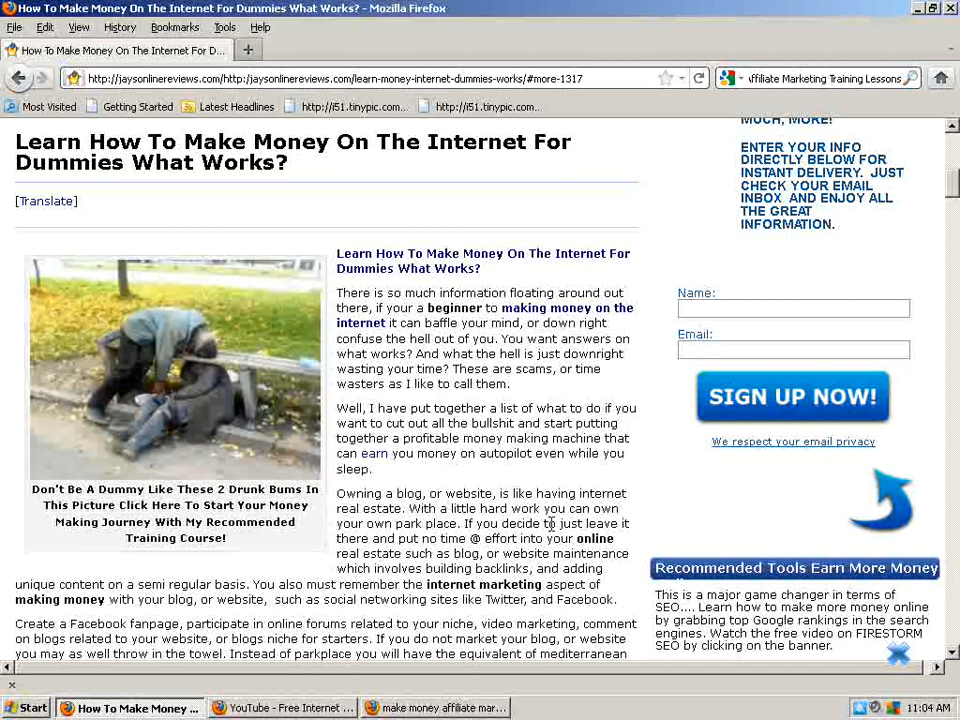 How To Make Money On The Internet For Dummies What Works? - Mozilla Firefox
File Edit View History Bookmarks Tools Help
How To Make Money On The Internet For D...
http://jaysonlinereviews.com/http:jaysonlinereviews.com/learn-money-internet-dummies-works/#more-1317
ffiliate Marketing Training Lessons
Most Visited Getting Started Latest Headlines http://i51.tinypic.com... http://i51.tinypic.com...
Learn How To Make Money On The Internet For
Dummies What Works?
[Translate]
Don't Be A Dummy Like These 2 Drunk Bums In
This Picture Click Here To Start Your Money
Making Journey With My Recommended
Training Course!
Learn How To Make Money On The Internet For
Dummies What Works?
There is so much information floating around out
there, if your a beginner to making money on the
internet it can baffle your mind, or down right
confuse the hell out of you. You want answers on
what works? And what the hell is just downright
wasting your time? These are scams, or time
wasters as I like to call them.
Well, I have put together a list of what to do if you
want to cut out all the bullshit and start putting
together a profitable money making machine that
can earn you money on autopilot even while you
sleep.
Owning a blog, or website, is like having internet
real estate. With a little hard work you can own
your own park place. If you decide to just leave it
there and put no time @ effort into your online
real estate such as blog, or website maintenance
which involves building backlinks, and adding
unique content on a semi regular basis. You also must remember the internet marketing aspect of
making money with your blog, or website, such as social networking sites like Twitter, and Facebook.
Create a Facebook fanpage, participate in online forums related to your niche, video marketing, comment
on blogs related to your website, or blogs niche for starters. If you do not market your blog, or website
you may as well throw in the towel. Instead of parkplace you will have the equivalent of mediterranean
MUCH, MORE!
ENTER YOUR INFO
DIRECTLY BELOW FOR
INSTANT DELIVERY. JUST
CHECK YOUR EMAIL
INBOX AND ENJOY ALL
THE GREAT
INFORMATION.
Name:
Email:
SIGN UP NOW!
We respect your email privacy
Recommended Tools Earn More Money
This is a major game changer in terms of
SEO.... Learn how to make more money online
by grabbing top Google rankings in the search
engines. Watch the free video on FIRESTORM
SEO by clicking on the banner.
Start How To Make Money ... YouTube - Free Internet ... make money affiliate mar... 11:04 AM